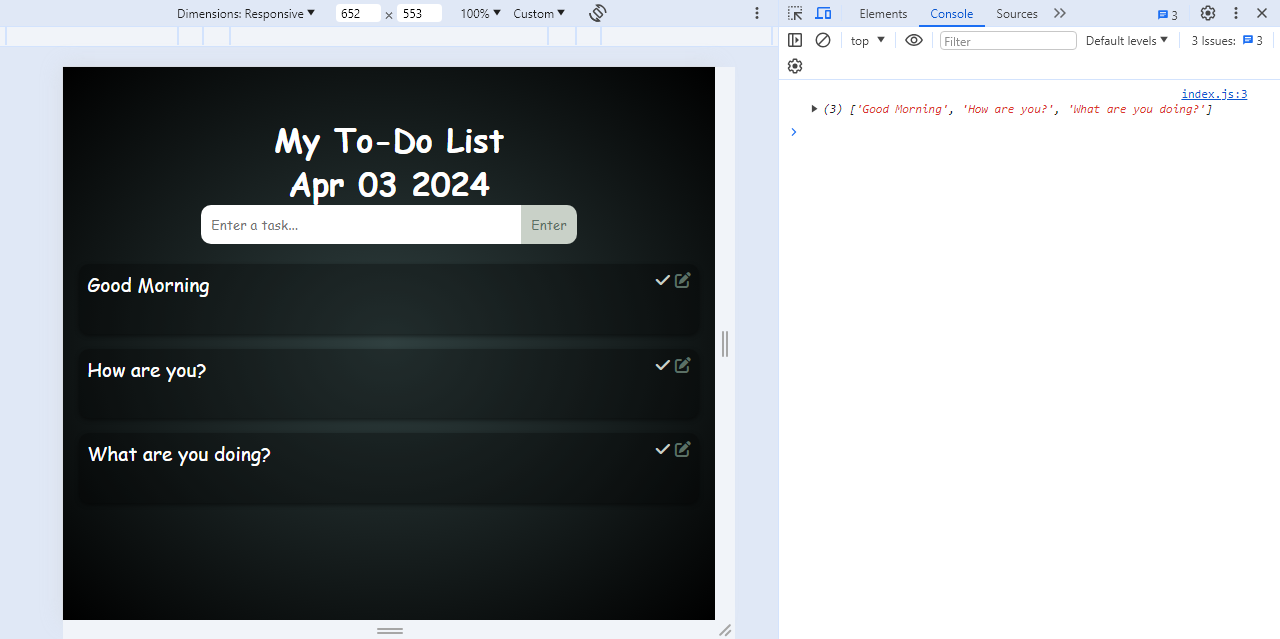 Dimensions: Responsive 652 × 553 100% Custom
My To-Do List
Apr 03 2024
Enter a task... Enter
Good Morning
How are you?
What are you doing?
Elements Console Sources 3
top Filter Default levels 3 Issues: 3
index.js:3
(3) ['Good Morning', 'How are you?', 'What are you doing?']